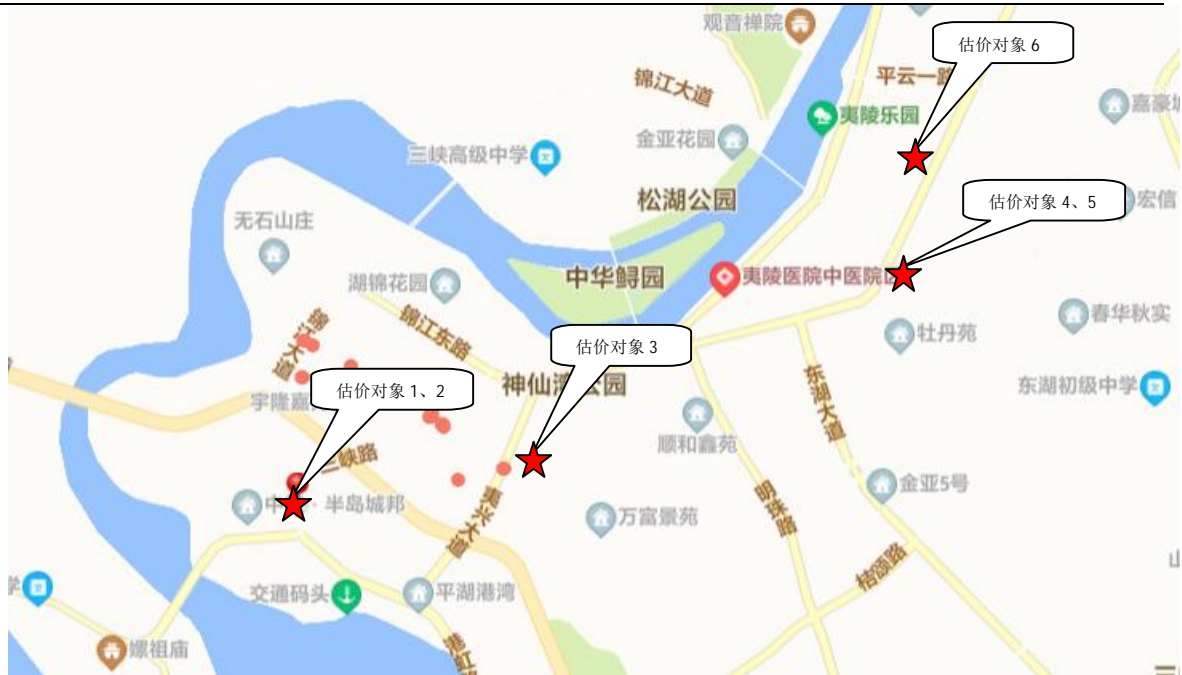 观音禅院
估价对象 6
平云一路
锦江大道
嘉豪城
夷陵乐园
金亚花园
三峡高级中学
松湖公园
估价对象 4、5
宏信
无石山庄
中华鲟园
夷陵医院中医院
湖锦花园
春华秋实
锦江大道
锦江东路
估价对象 3
牡丹苑
神仙湾公园
东湖初级中学
估价对象 1、2
宇隆嘉
东湖大道
顺和鑫苑
三峡路
金亚5号
中
·半岛城邦
夷兴大道
明珠路
万富景苑
桔颂路
学
交通码头
平湖港湾
嫘祖庙
港虹路